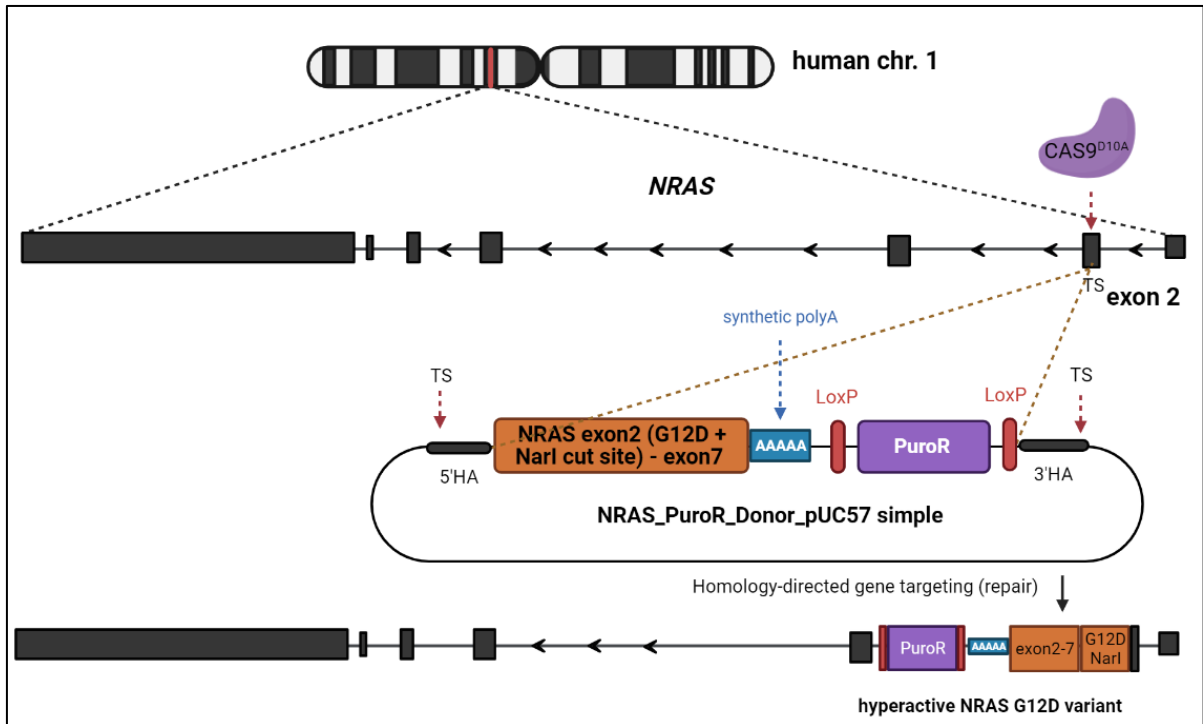 human chr. 1
CAS9D10A
NRAS
TS
exon 2
synthetic polyA
TS
LoxP
LoxP
TS
NRAS exon2 (G12D +
NarI cut site) - exon7
AAAAA
PuroR
5'HA
3'HA
NRAS_PuroR_Donor_pUC57 simple
Homology-directed gene targeting (repair)
PuroR
AAAAA
exon2-7
G12D
NarI
hyperactive NRAS G12D variant